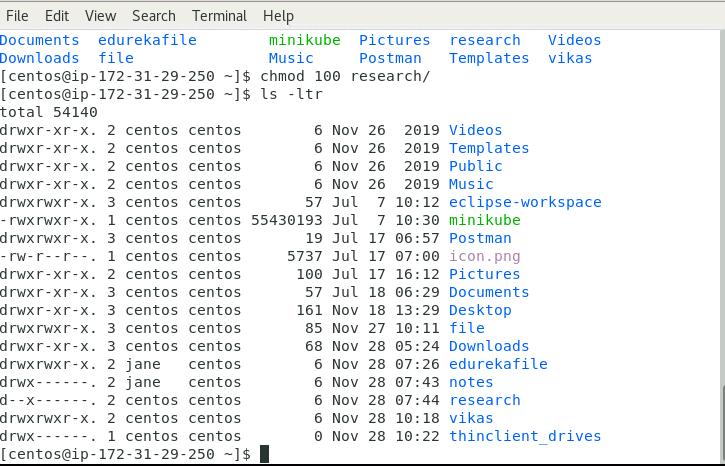 File Edit View Search Terminal Help
Documents edurekafile minikube Pictures research Videos
Downloads file Music Postman Templates vikas
[centos@ip-172-31-29-250 ~]$ chmod 100 research/
[centos@ip-172-31-29-250 ~]$ ls -ltr
total 54140
drwxr-xr-x. 2 centos centos 6 Nov 26 2019 Videos
drwxr-xr-x. 2 centos centos 6 Nov 26 2019 Templates
drwxr-xr-x. 2 centos centos 6 Nov 26 2019 Public
drwxr-xr-x. 2 centos centos 6 Nov 26 2019 Music
drwxrwxr-x. 3 centos centos 57 Jul 7 10:12 eclipse-workspace
-rwxrwxr-x. 1 centos centos 55430193 Jul 7 10:30 minikube
drwxrwxr-x. 3 centos centos 19 Jul 17 06:57 Postman
-rw-r--r--. 1 centos centos 5737 Jul 17 07:00 icon.png
drwxr-xr-x. 2 centos centos 100 Jul 17 16:12 Pictures
drwxr-xr-x. 3 centos centos 57 Jul 18 06:29 Documents
drwxr-xr-x. 3 centos centos 161 Nov 18 13:29 Desktop
drwxrwxr-x. 3 centos centos 85 Nov 27 10:11 file
drwxr-xr-x. 3 centos centos 68 Nov 28 05:24 Downloads
drwxrwxr-x. 2 jane centos 6 Nov 28 07:26 edurekafile
drwx------. 2 jane centos 6 Nov 28 07:43 notes
d--x------. 2 centos centos 6 Nov 28 07:44 research
drwxrwxr-x. 2 centos centos 6 Nov 28 10:18 vikas
drwx------. 1 centos centos 0 Nov 28 10:22 thinclient_drives
[centos@ip-172-31-29-250 ~]$